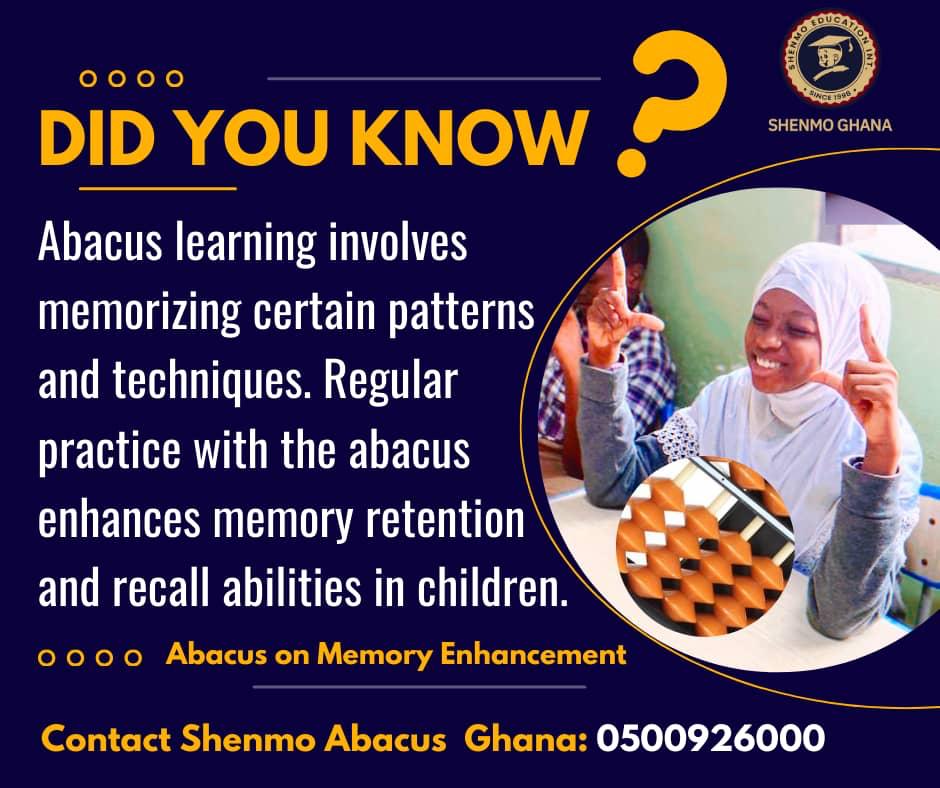 SHENMO EDUCATION INT.
SINCE 1998
SHENMO GHANA
DID YOU KNOW?
Abacus learning involves
memorizing certain patterns
and techniques. Regular
practice with the abacus
enhances memory retention
and recall abilities in children.
Abacus on Memory Enhancement
Contact Shenmo Abacus Ghana: 0500926000